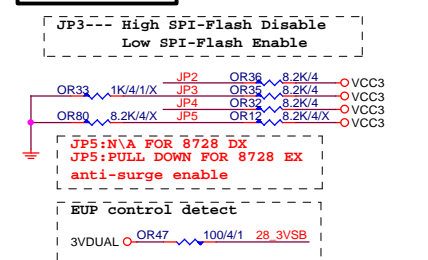 JP3--- High SPI-Flash Disable
Low SPI-Flash Enable
JP2 OR36 8.2K/4 VCC3
OR33 1K/4/1/X JP3 OR35 8.2K/4 VCC3
JP4 OR32 8.2K/4 VCC3
OR80 8.2K/4/X JP5 OR12 8.2K/4/X VCC3
JP5:N\A FOR 8728 DX
JP5:PULL DOWN FOR 8728 EX
anti-surge enable
EUP control detect
3VDUAL OR47 100/4/1 28_3VSB